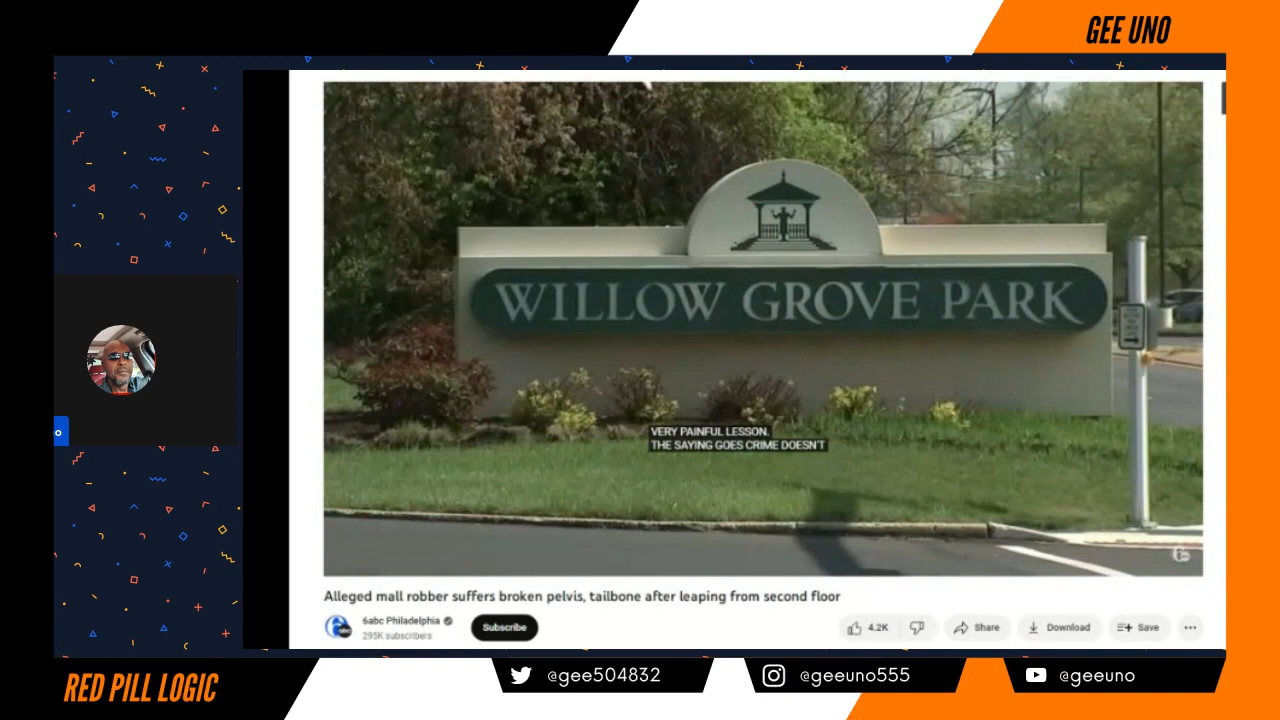 GEE UNO
WILLOW GROVE PARK
VERY PAINFUL LESSON.
THE SAYING GOES CRIME DOESN'T
Alleged mall robber suffers broken pelvis, tailbone after leaping from second floor
6abc Philadelphia
295K subscribers
Subscribe
4.2K
Share
Download
Save
RED PILL LOGIC
@gee504832
@geeuno555
@geeuno